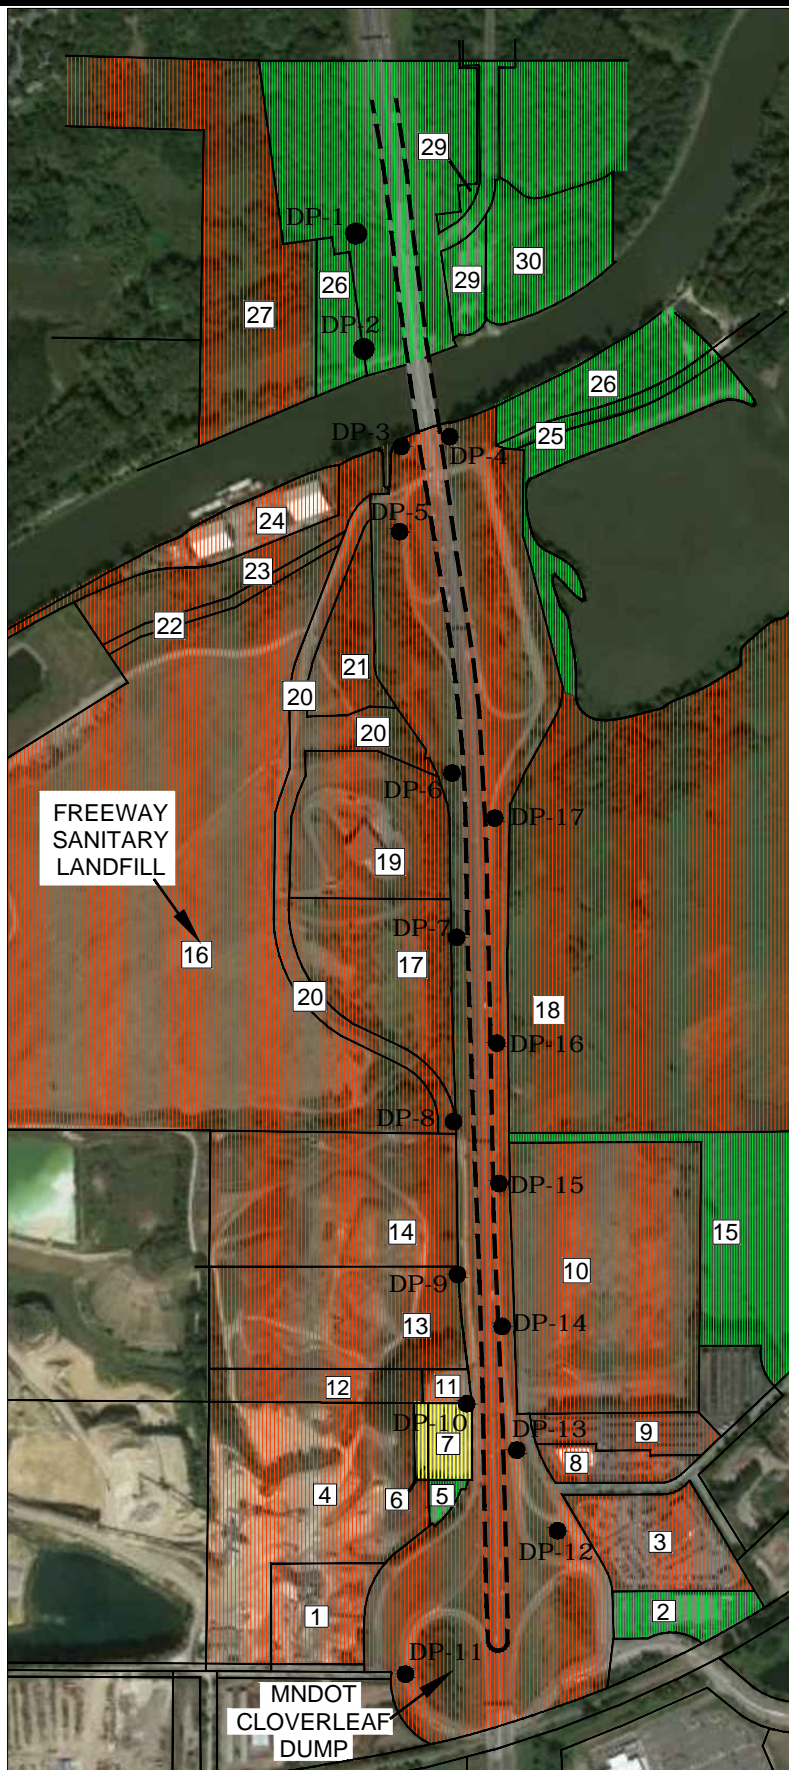 29
DP-1
30
29
26
27
DP-2
26
DP-3
25
DP-4
24
DP-5
23
22
21
20
20
DP-6
FREEWAY
SANITARY
LANDFILL
DP-17
19
DP-7
16
17
20
18
DP-16
DP-8
DP-15
14
15
10
DP-9
13
DP-14
12
11
DP-10
DP-13
9
7
8
4
6
5
3
DP-12
2
1
DP-11
MNDOT
CLOVERLEAF
DUMP